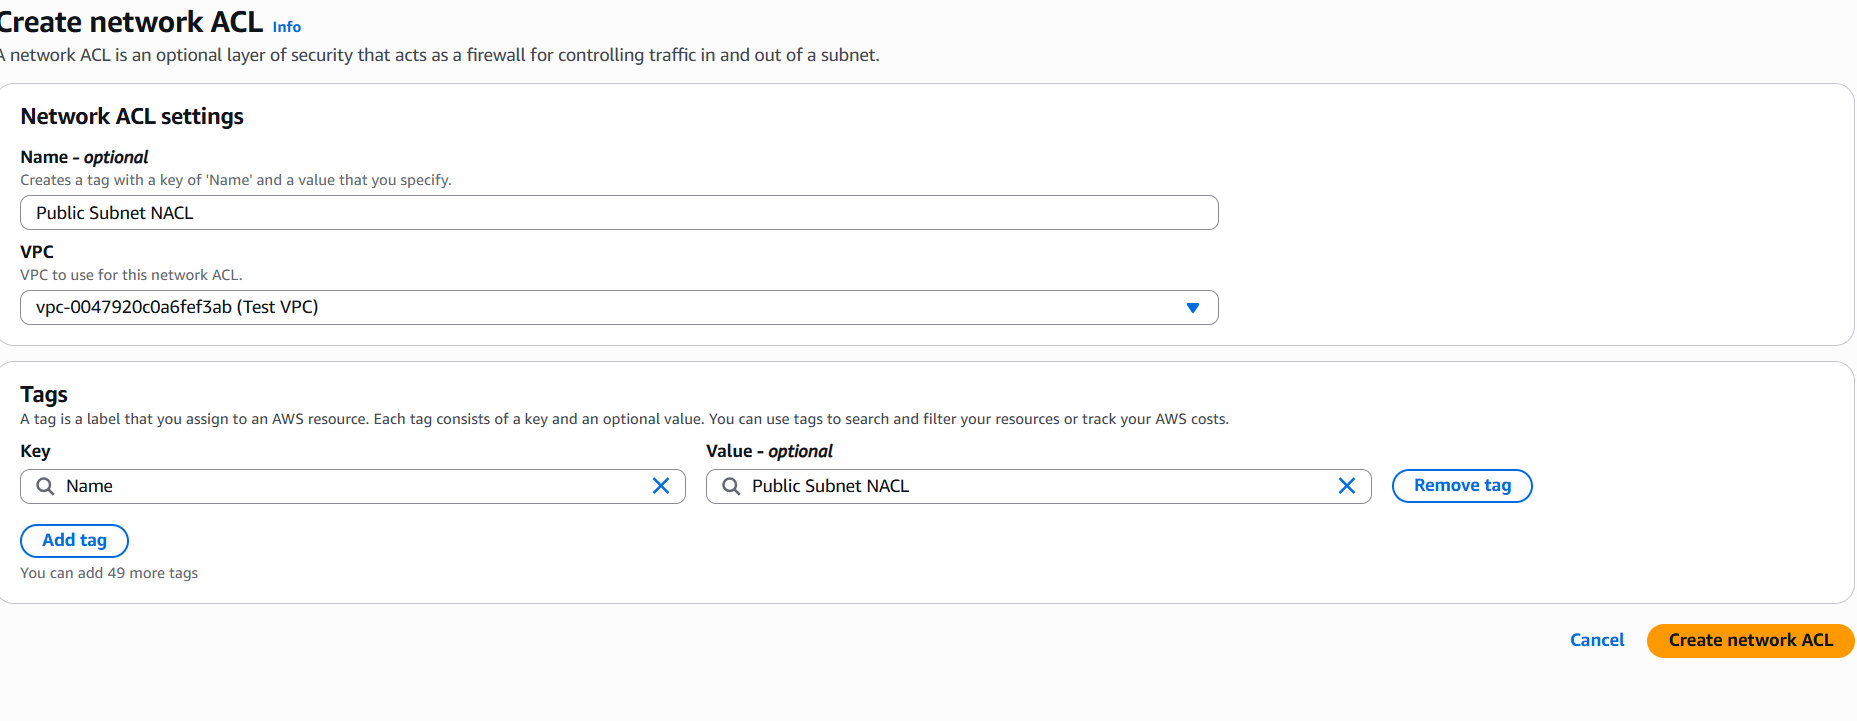 Create network ACL Info
A network ACL is an optional layer of security that acts as a firewall for controlling traffic in and out of a subnet.
Network ACL settings
Name - optional
Creates a tag with a key of 'Name' and a value that you specify.
Public Subnet NACL
VPC
VPC to use for this network ACL.
vpc-0047920c0a6fef3ab (Test VPC)
Tags
A tag is a label that you assign to an AWS resource. Each tag consists of a key and an optional value. You can use tags to search and filter your resources or track your AWS costs.
Key Value - optional
Name Public Subnet NACL Remove tag
Add tag
You can add 49 more tags
Cancel Create network ACL